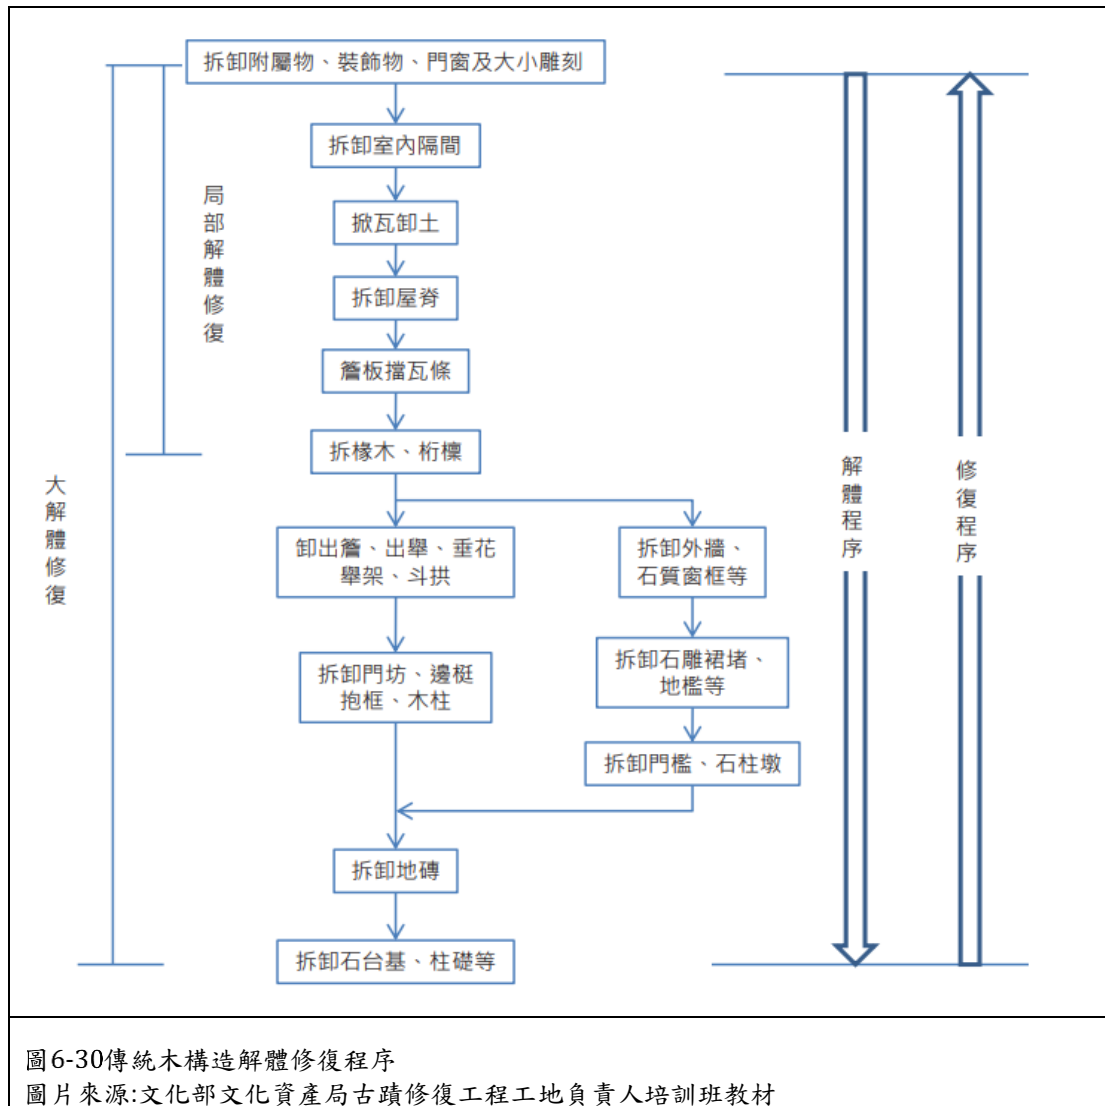 拆卸附屬物、裝飾物、門窗及大小雕刻
拆卸室內隔間
掀瓦卸土
拆卸屋脊
簷板擋瓦條
拆椽木、桁檁
卸出簷、出舉、垂花
舉架、斗拱
拆卸門坊、邊梃
抱框、木柱
拆卸外牆、
石質窗框等
拆卸石雕裙堵、
地檻等
拆卸門檻、石柱墩
拆卸地磚
拆卸石台基、柱礎等
局部解體修復
大解體修復
解體程序
修復程序
圖6-30傳統木構造解體修復程序
圖片來源:文化部文化資產局古蹟修復工程工地負責人培訓班教材